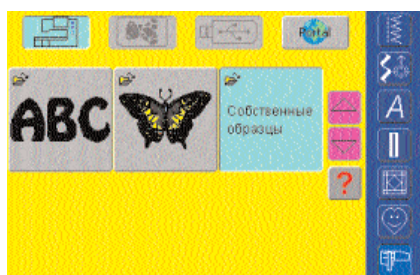 Portal
ABC
Собственные
образцы
A
?